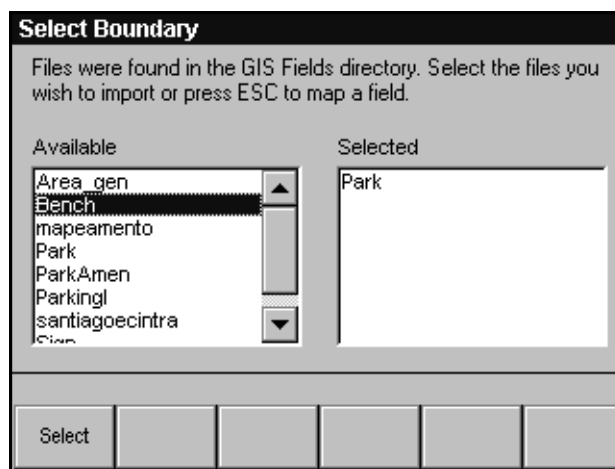 Select Boundary
Files were found in the GIS Fields directory. Select the files you
wish to import or press ESC to map a field.
Available
Selected
Area_gen
Bench
mapeamento
Park
ParkAmen
Parkingl
santiagoecintra
Sign
Park
Select